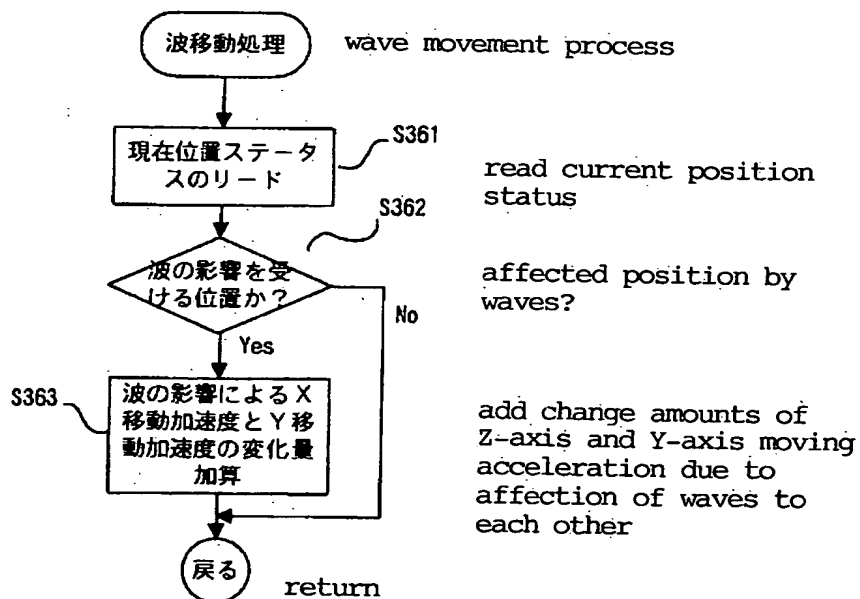 波移動処理
wave movement process
S361
現在位置ステータ
スのリード
read current position
status
S362
波の影響を受
ける位置か?
affected position by
waves?
No
Yes
S363
波の影響によるX
移動加速度とY移
動加速度の変化量
加算
add change amounts of
Z-axis and Y-axis moving
acceleration due to
affection of waves to
each other
戻る
return